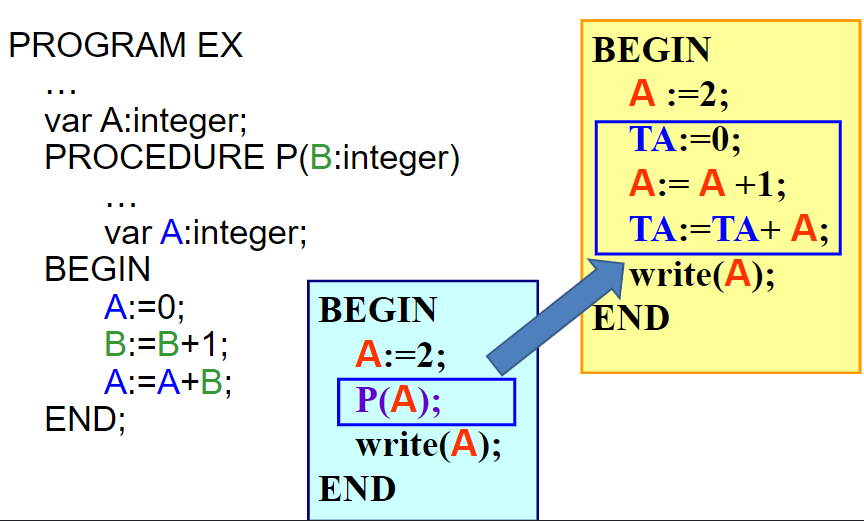 PROGRAM EX
…
var A:integer;
PROCEDURE P(B:integer)
…
var A:integer;
BEGIN
A:=0;
B:=B+1;
A:=A+B;
END;
BEGIN
A:=2;
P(A);
write(A);
END
BEGIN
A :=2;
TA:=0;
A:= A +1;
TA:=TA+ A;
write(A);
END